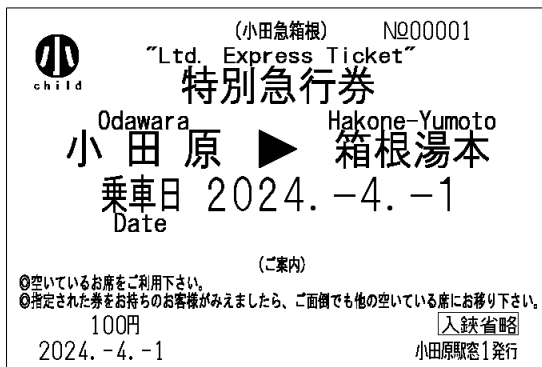 (小田急箱根) №00001
小
child
"Ltd. Express Ticket"
特別急行券
Odawara Hakone-Yumoto
小田原 ▶ 箱根湯本
乗車日 2024.-4.-1
Date
(ご案内)
◎空いているお席をご利用下さい。
◎指定された券をお持ちのお客様がみえましたら、ご面倒でも他の空いている席にお移り下さい。
100円 入鋏省略
2024.-4.-1 小田原駅窓1発行